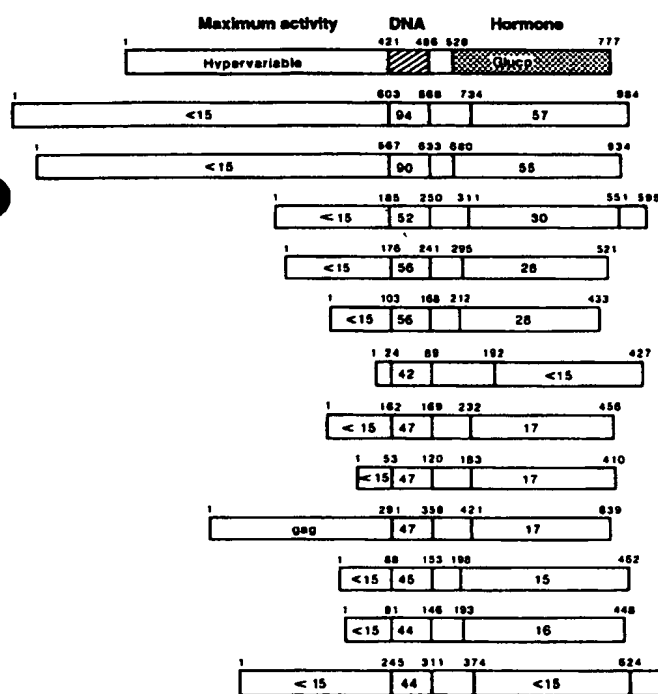 Maximum activity DNA Hormone
1 421 486 528 777
Hypervariable Gluco
1 603 668 734 984
<15 94 57
1 567 633 680 934
<15 90 55
1 185 250 311 551 595
<15 52 30
1 176 241 295 521
<15 56 28
1 103 168 212 433
<15 56 28
1 24 89 192 427
42 <15
1 162 169 232 456
<15 47 17
1 53 120 183 410
<15 47 17
1 291 358 421 639
gag 47 17
1 88 153 198 462
<15 45 15
1 81 146 193 448
<15 44 16
1 245 311 374 624
<15 44 <15